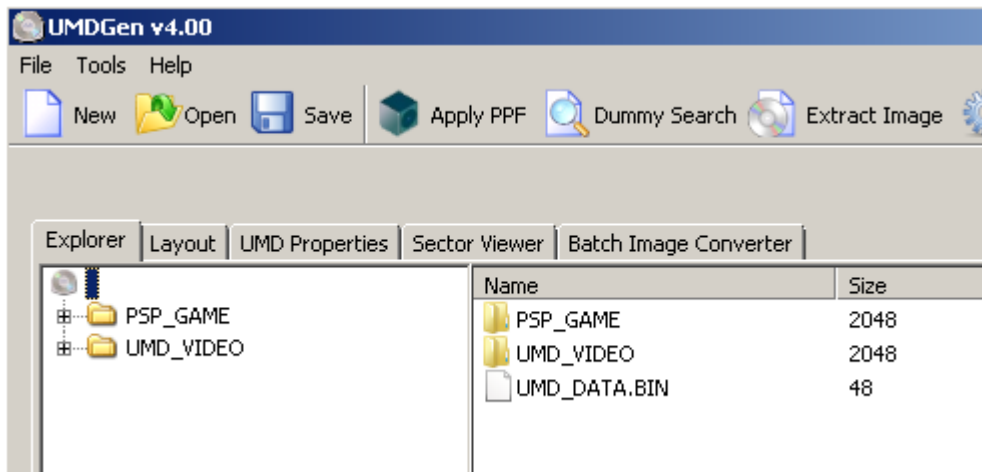 UMDGen v4.00
File Tools Help
New Open Save Apply PPF Dummy Search Extract Image
Explorer Layout UMD Properties Sector Viewer Batch Image Converter
Name Size
PSP_GAME PSP_GAME 2048
UMD_VIDEO UMD_VIDEO 2048
UMD_DATA.BIN 48